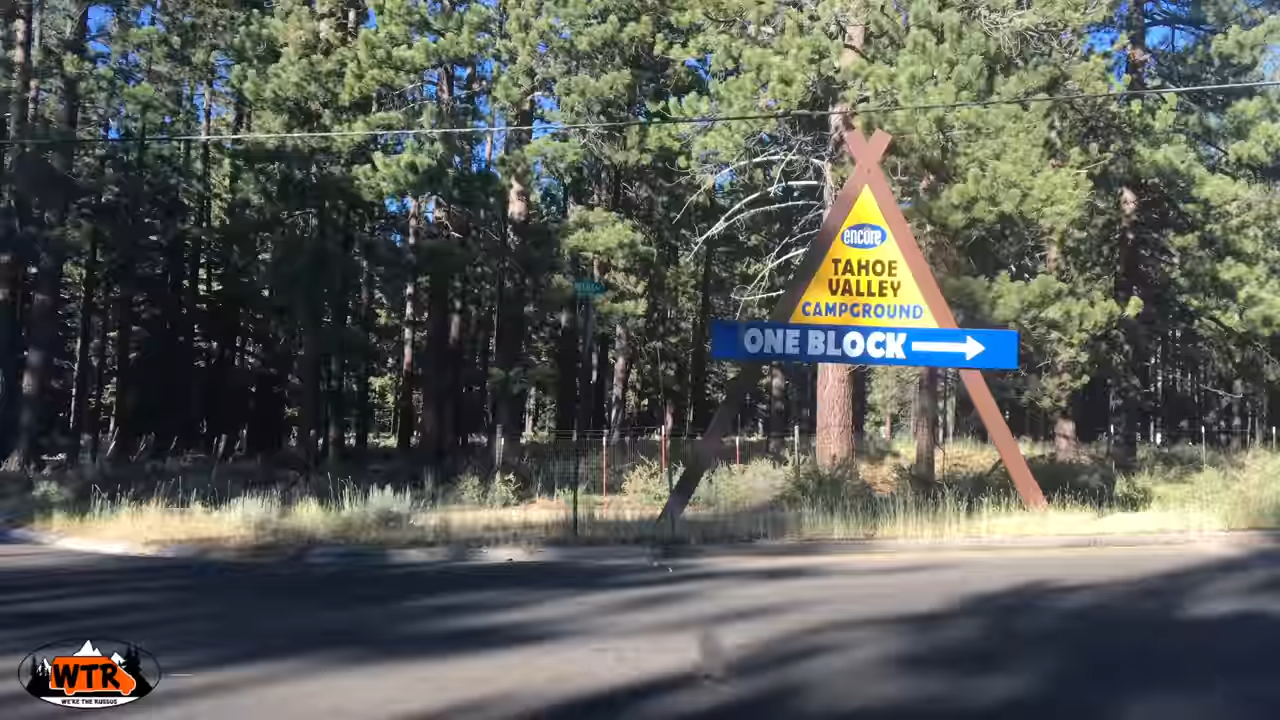 encore
TAHOE
VALLEY
CAMPGROUND
ONE BLOCK
WTR
WE'RE THE RUSSOS